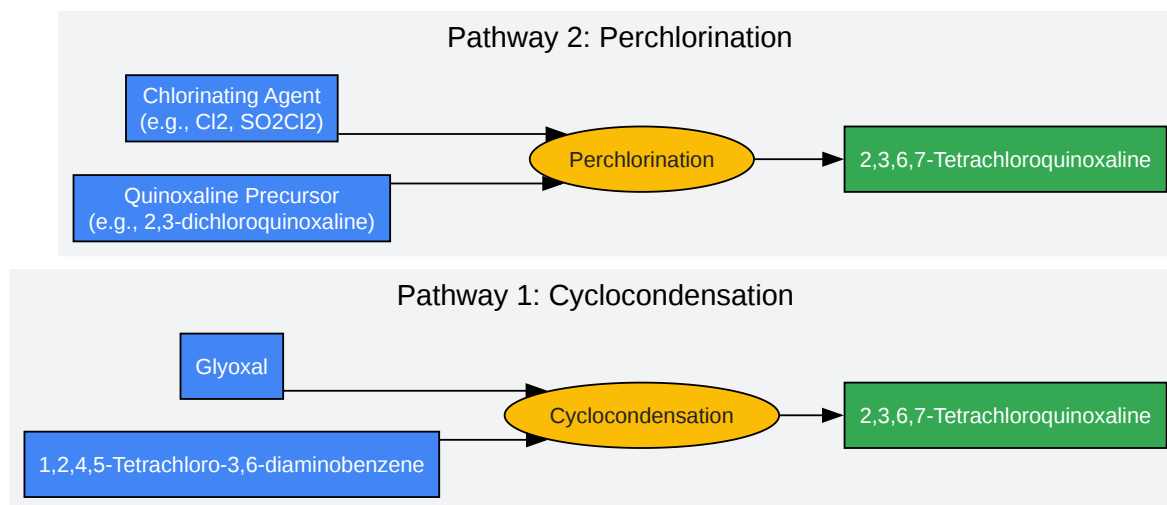 Pathway 2: Perchlorination
Chlorinating Agent
(e.g., Cl2, SO2Cl2)
Perchlorination
2,3,6,7-Tetrachloroquinoxaline
Quinoxaline Precursor
(e.g., 2,3-dichloroquinoxaline)
Pathway 1: Cyclocondensation
Glyoxal
Cyclocondensation
2,3,6,7-Tetrachloroquinoxaline
1,2,4,5-Tetrachloro-3,6-diaminobenzene